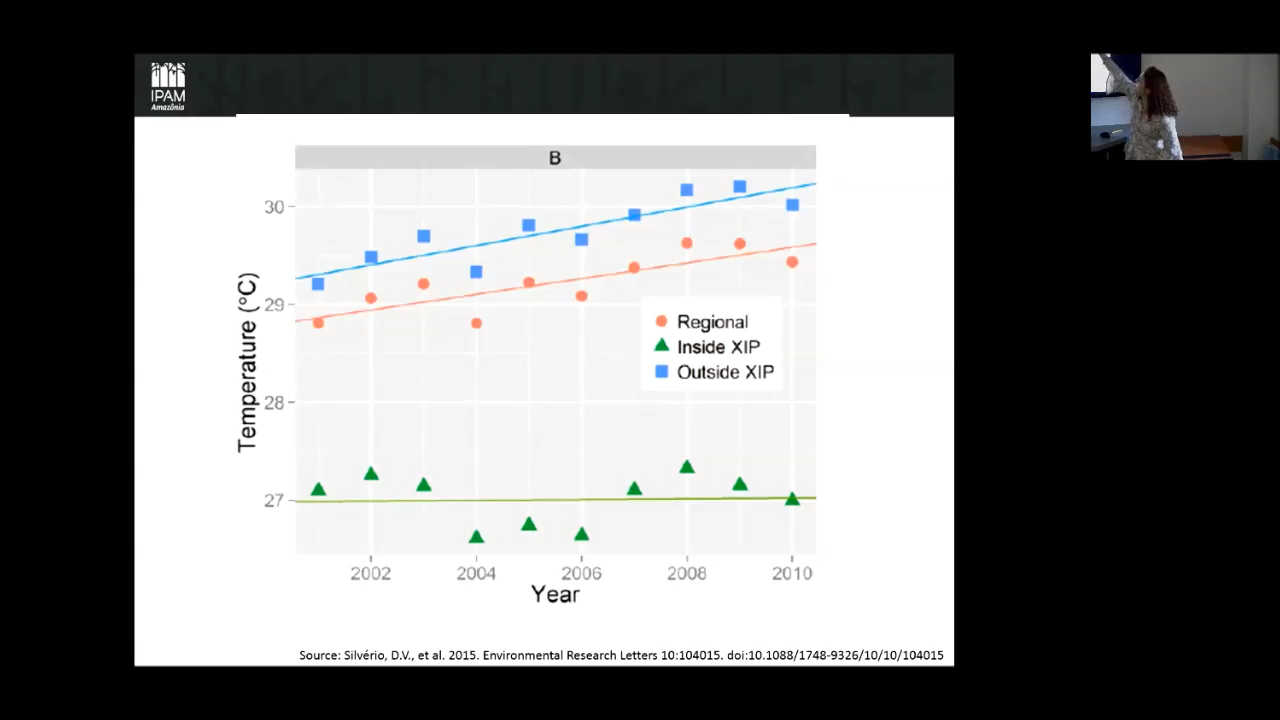 IPAM
Amazônia
B
30
29
28
27
Temperature (°C)
Regional
Inside XIP
Outside XIP
2002 2004 2006 2008 2010
Year
Source: Silvério, D.V., et al. 2015. Environmental Research Letters 10:104015. doi:10.1088/1748-9326/10/10/104015